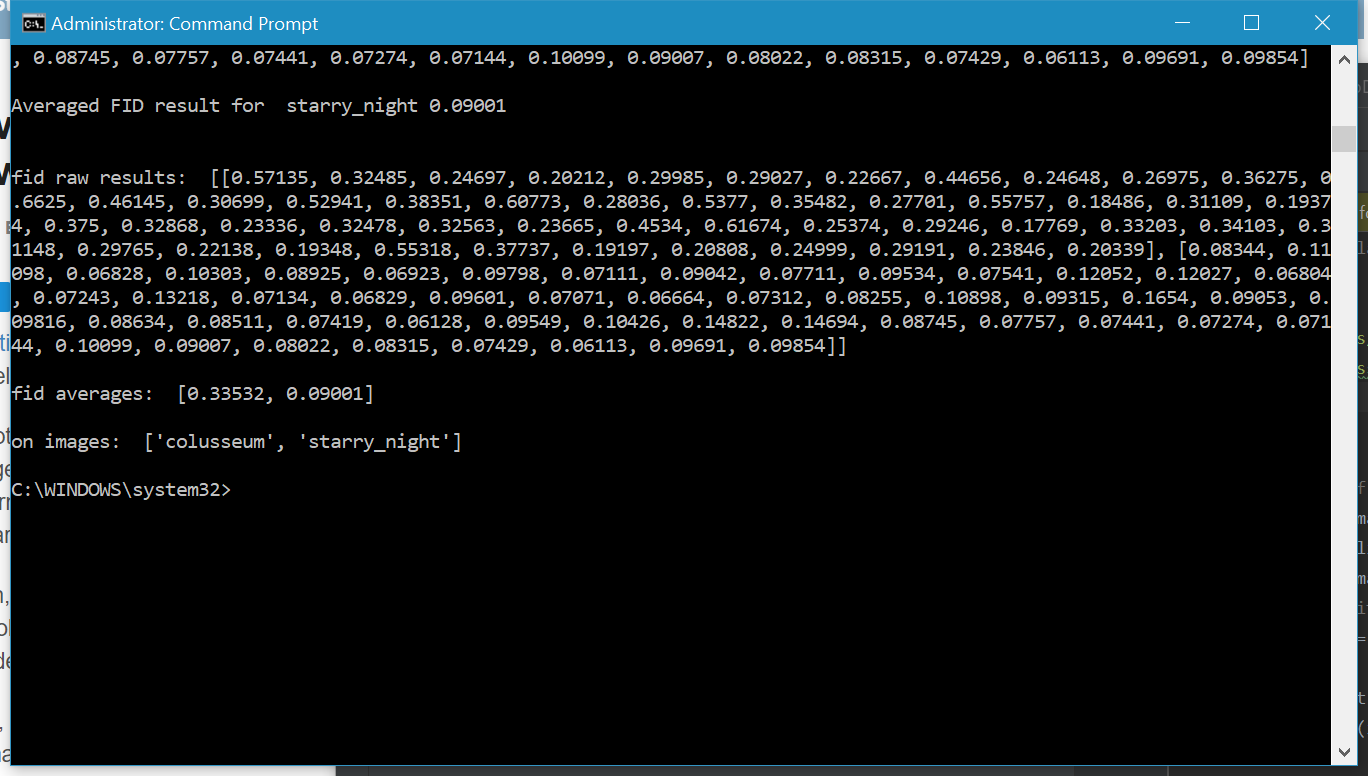 Administrator: Command Prompt
, 0.08745, 0.07757, 0.07441, 0.07274, 0.07144, 0.10099, 0.09007, 0.08022, 0.08315, 0.07429, 0.06113, 0.09691, 0.09854]
Averaged FID result for  starry_night 0.09001
fid raw results:  [[0.57135, 0.32485, 0.24697, 0.20212, 0.29985, 0.29027, 0.22667, 0.44656, 0.24648, 0.26975, 0.36275, 0
.6625, 0.46145, 0.30699, 0.52941, 0.38351, 0.60773, 0.28036, 0.5377, 0.35482, 0.27701, 0.55757, 0.18486, 0.31109, 0.1937
4, 0.375, 0.32868, 0.23336, 0.32478, 0.32563, 0.23665, 0.4534, 0.61674, 0.25374, 0.29246, 0.17769, 0.33203, 0.34103, 0.3
1148, 0.29765, 0.22138, 0.19348, 0.55318, 0.37737, 0.19197, 0.20808, 0.24999, 0.29191, 0.23846, 0.20339], [0.08344, 0.11
098, 0.06828, 0.10303, 0.08925, 0.06923, 0.09798, 0.07111, 0.09042, 0.07711, 0.09534, 0.07541, 0.12052, 0.12027, 0.06804
, 0.07243, 0.13218, 0.07134, 0.06829, 0.09601, 0.07071, 0.06664, 0.07312, 0.08255, 0.10898, 0.09315, 0.1654, 0.09053, 0.
09816, 0.08634, 0.08511, 0.07419, 0.06128, 0.09549, 0.10426, 0.14822, 0.14694, 0.08745, 0.07757, 0.07441, 0.07274, 0.071
44, 0.10099, 0.09007, 0.08022, 0.08315, 0.07429, 0.06113, 0.09691, 0.09854]]
fid averages:  [0.33532, 0.09001]
on images:  ['colusseum', 'starry_night']
C:\WINDOWS\system32>